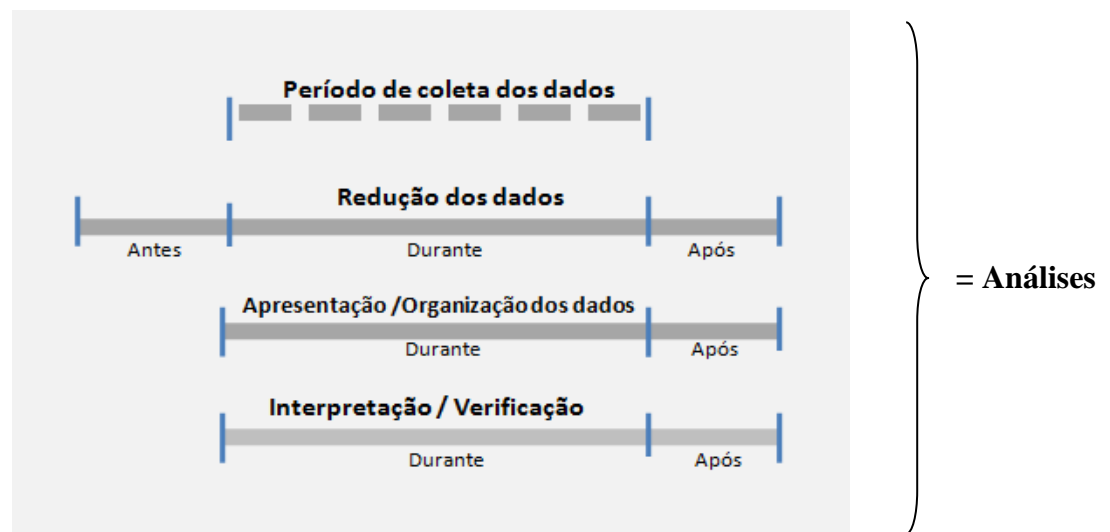 Período de coleta dos dados
Redução dos dados
Antes Durante Após
Apresentação /Organização dos dados
Durante Após
Interpretação / Verificação
Durante Após
= Análises